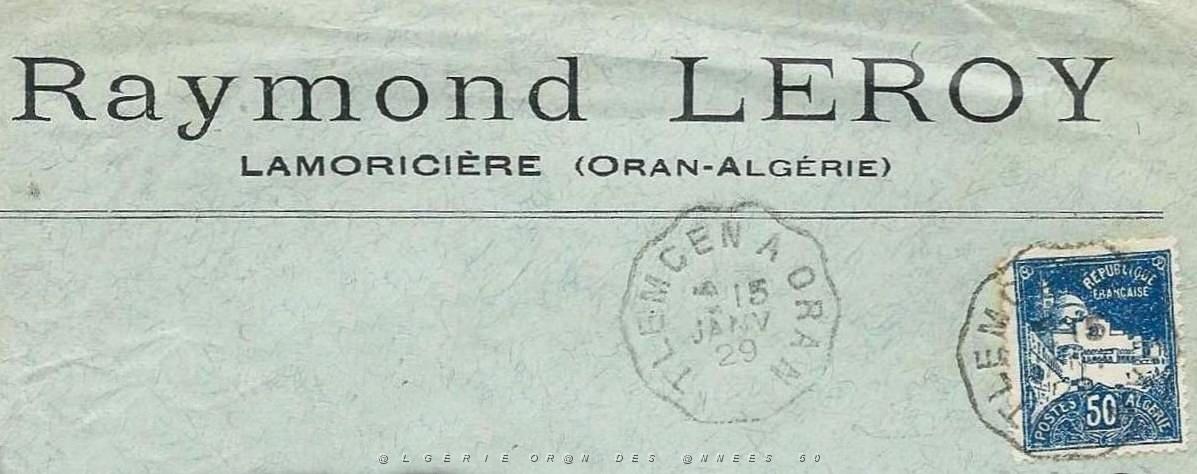 Raymond LEROY
LAMORICIÈRE (ORAN-ALGÉRIE)
TLEMCEN A ORAN
15
JANV
29
RÉPUBLIQUE
FRANÇAISE
TLEMC
POSTES 50 ALGÉRIE
@LGERIE OR@N DES @NNEES 50